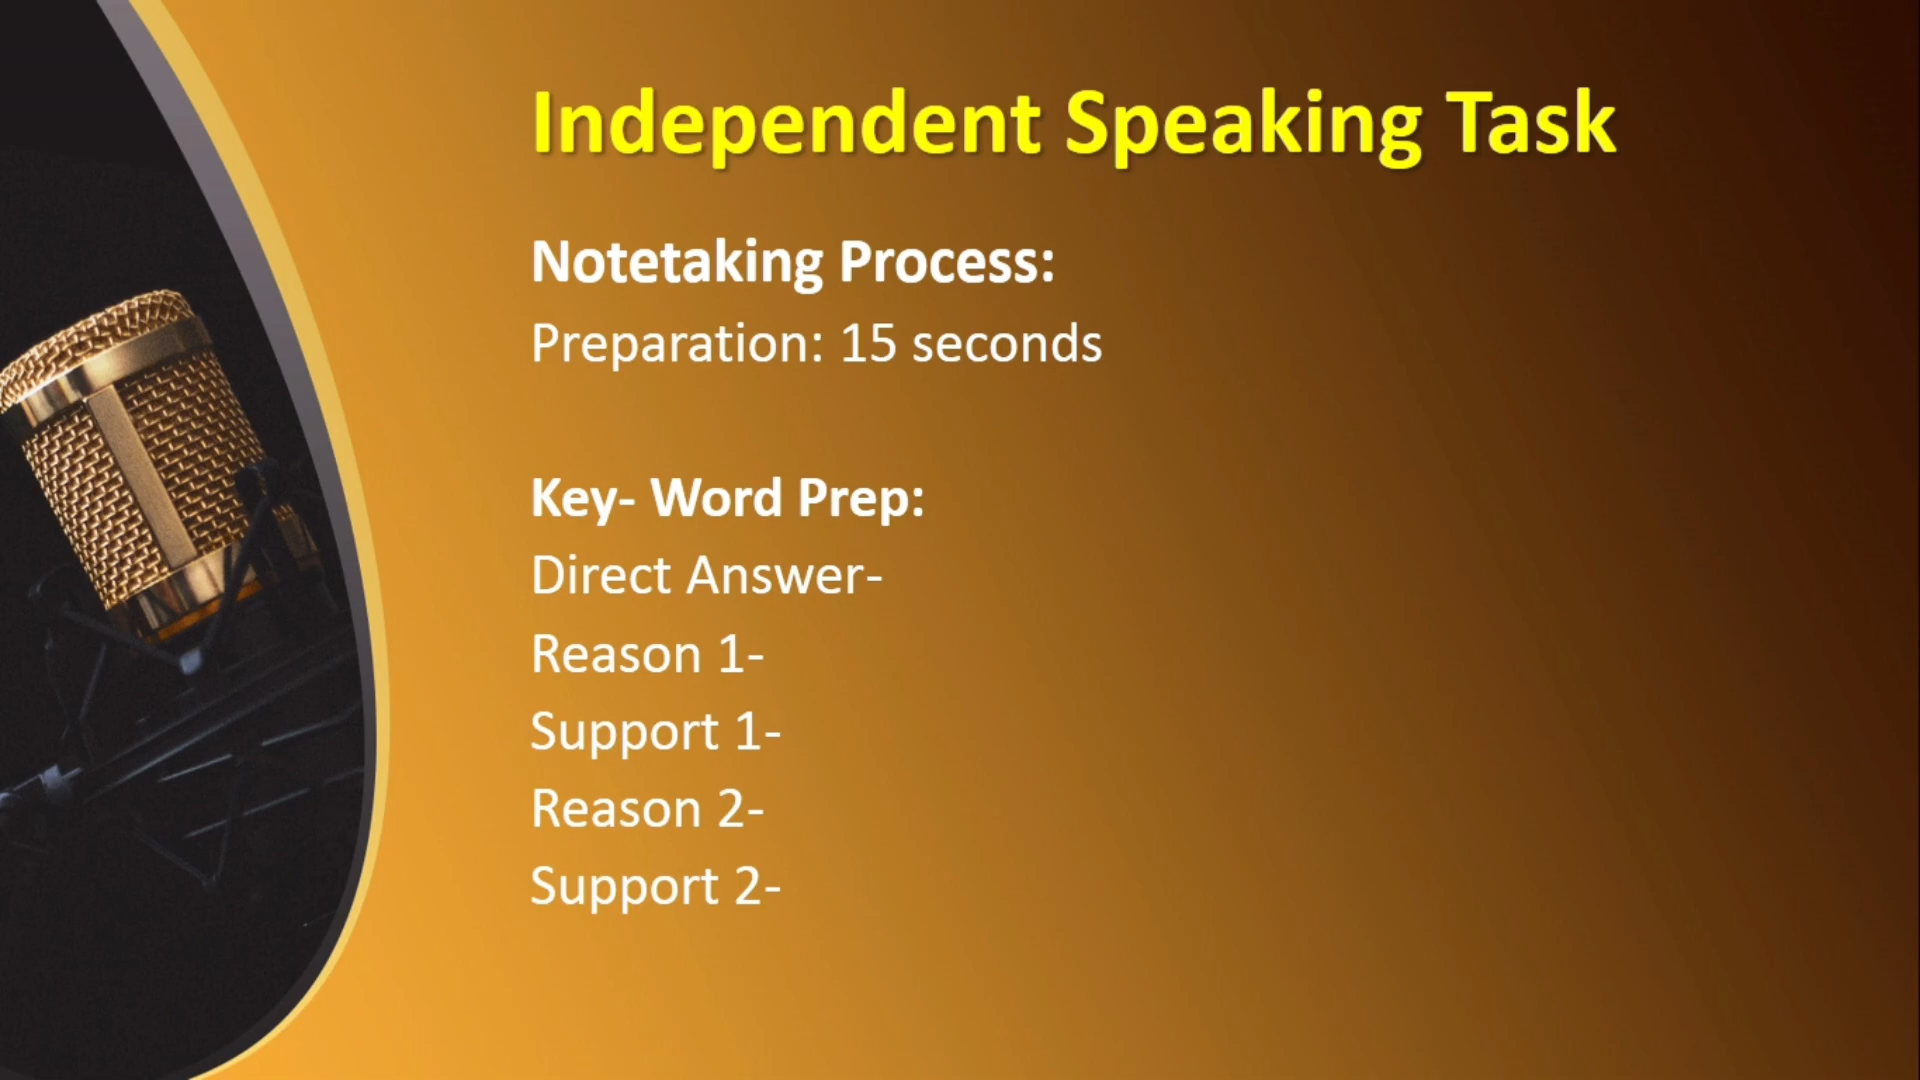 Independent Speaking Task
Notetaking Process:
Preparation: 15 seconds
Key- Word Prep:
Direct Answer-
Reason 1-
Support 1-
Reason 2-
Support 2-